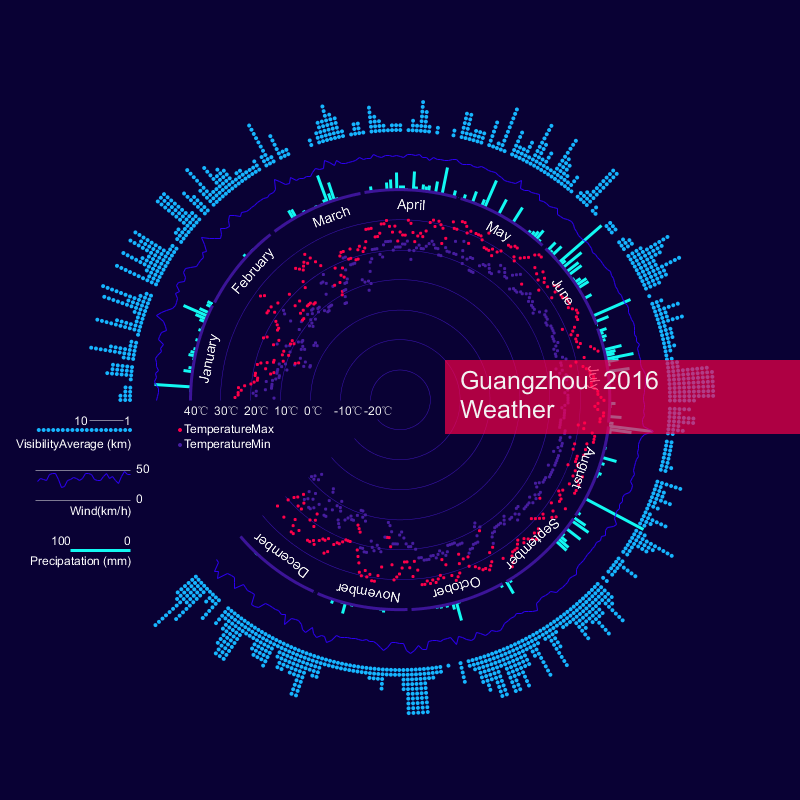 April
March
May
February
June
January
July
Guangzhou 2016
Weather
40℃ 30℃ 20℃ 10℃ 0℃ -10℃ -20℃
10 1
VisibilityAverage (km)
TemperatureMax
TemperatureMin
50
0
Wind(km/h)
100 0
Precipatation (mm)
August
September
October
November
December